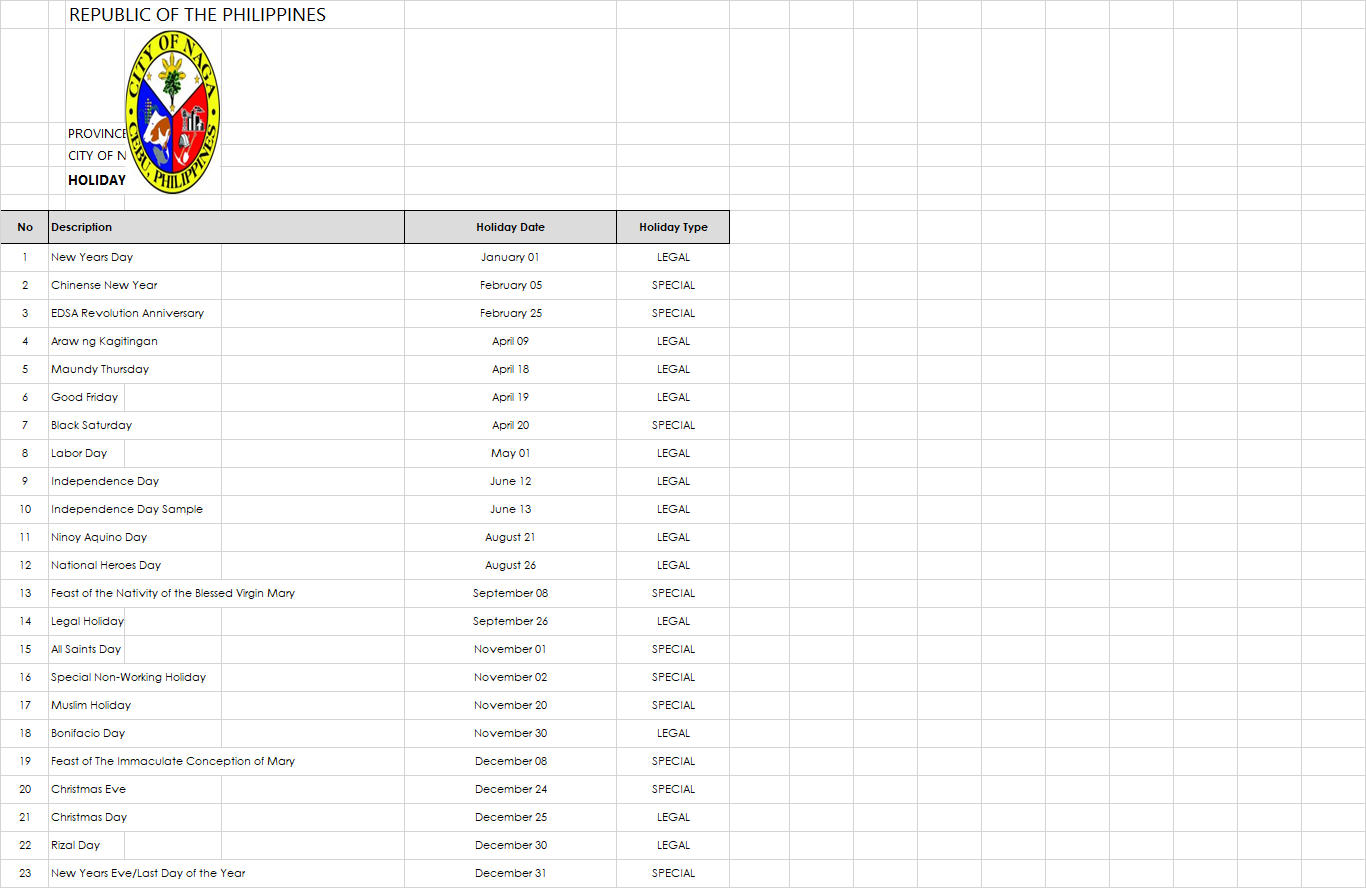 REPUBLIC OF THE PHILIPPINES
CITY OF NAGA
CEBU, PHILIPPINES
PROVINCE
CITY OF N
HOLIDAY
No Description Holiday Date Holiday Type
1 New Years Day January 01 LEGAL
2 Chinense New Year February 05 SPECIAL
3 EDSA Revolution Anniversary February 25 SPECIAL
4 Araw ng Kagitingan April 09 LEGAL
5 Maundy Thursday April 18 LEGAL
6 Good Friday April 19 LEGAL
7 Black Saturday April 20 SPECIAL
8 Labor Day May 01 LEGAL
9 Independence Day June 12 LEGAL
10 Independence Day Sample June 13 LEGAL
11 Ninoy Aquino Day August 21 LEGAL
12 National Heroes Day August 26 LEGAL
13 Feast of the Nativity of the Blessed Virgin Mary September 08 SPECIAL
14 Legal Holiday September 26 LEGAL
15 All Saints Day November 01 SPECIAL
16 Special Non-Working Holiday November 02 SPECIAL
17 Muslim Holiday November 20 SPECIAL
18 Bonifacio Day November 30 LEGAL
19 Feast of The Immaculate Conception of Mary December 08 SPECIAL
20 Christmas Eve December 24 SPECIAL
21 Christmas Day December 25 LEGAL
22 Rizal Day December 30 LEGAL
23 New Years Eve/Last Day of the Year December 31 SPECIAL